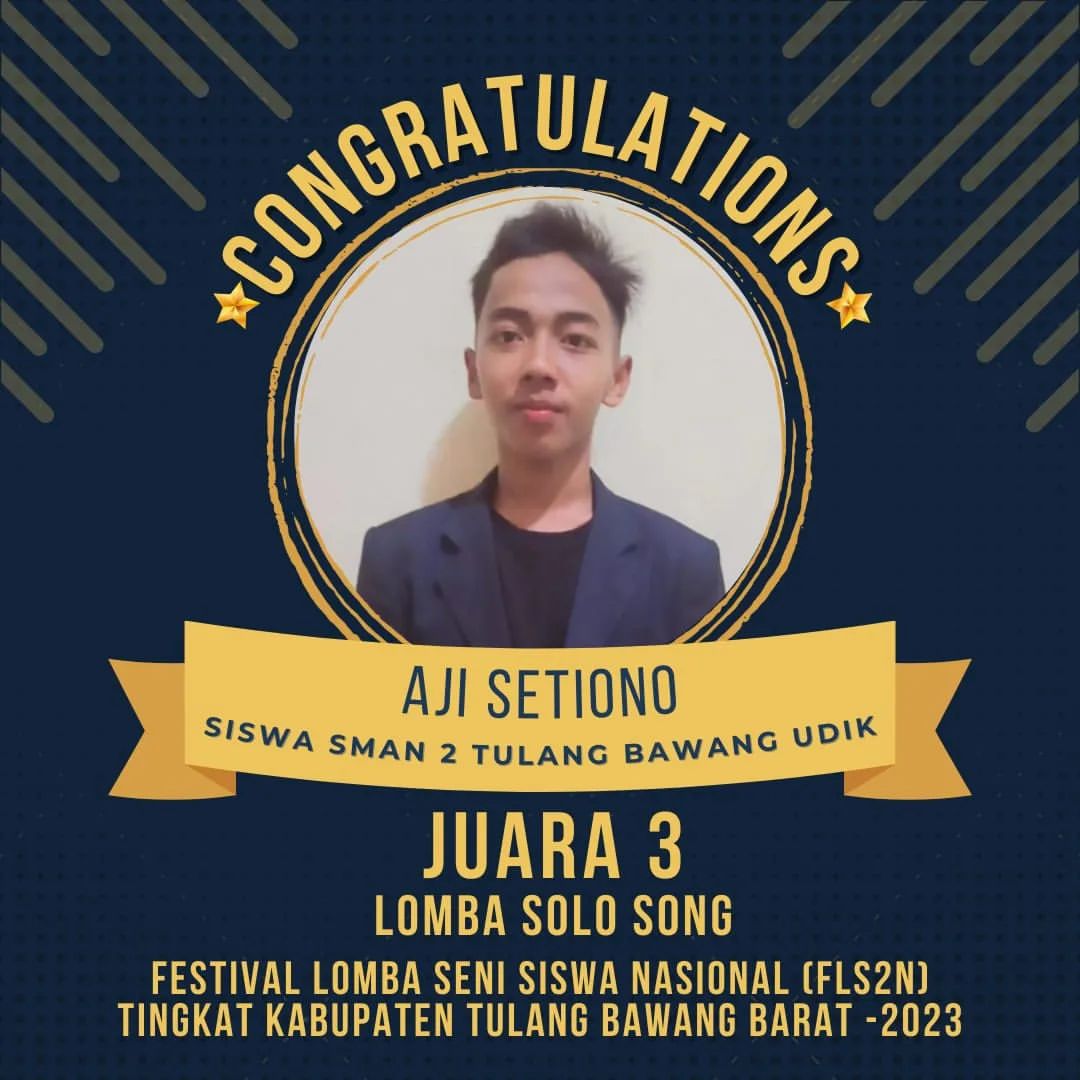 CONGRATULATIONS
AJI SETIONO
SISWA SMAN 2 TULANG BAWANG UDIK
JUARA 3
LOMBA SOLO SONG
FESTIVAL LOMBA SENI SISWA NASIONAL (FLS2N)
TINGKAT KABUPATEN TULANG BAWANG BARAT -2023